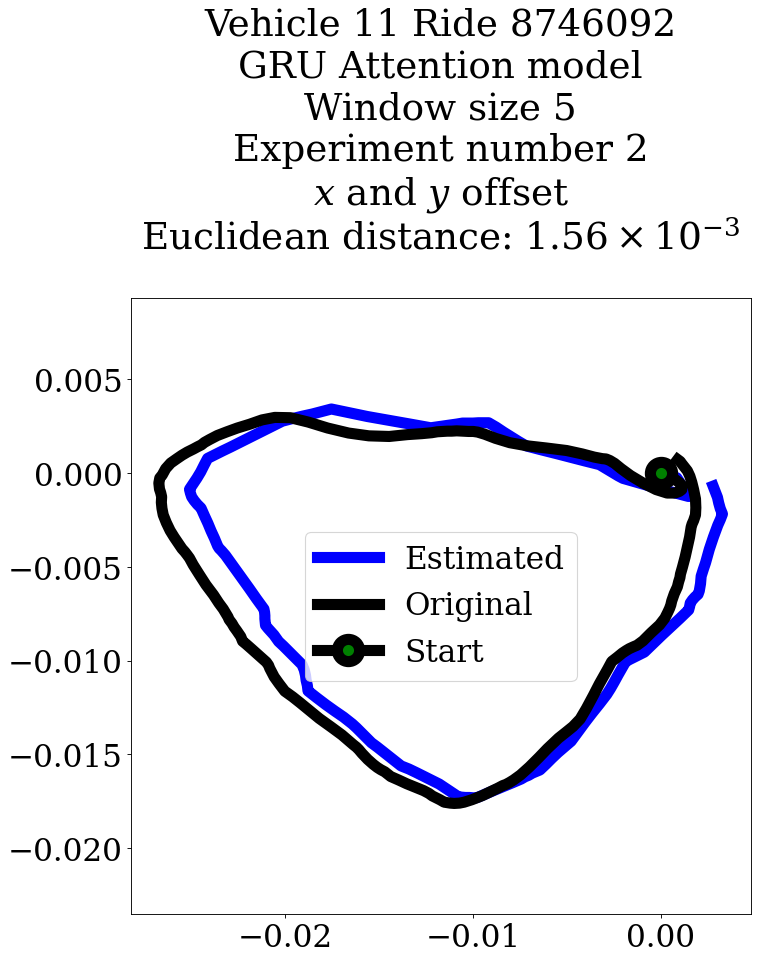 Vehicle 11 Ride 8746092
GRU Attention model
Window size 5
Experiment number 2
x and y offset
Euclidean distance: 1.56 × 10⁻³
0.005
0.000
−0.005
−0.010
−0.015
−0.020
Estimated
Original
Start
−0.02 −0.01 0.00